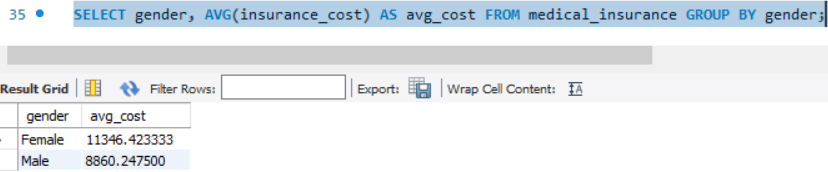 35 SELECT gender, AVG(insurance_cost) AS avg_cost FROM medical_insurance GROUP BY gender;
Result Grid Filter Rows: Export: Wrap Cell Content: IA
gender avg_cost
Female 11346.423333
Male 8860.247500